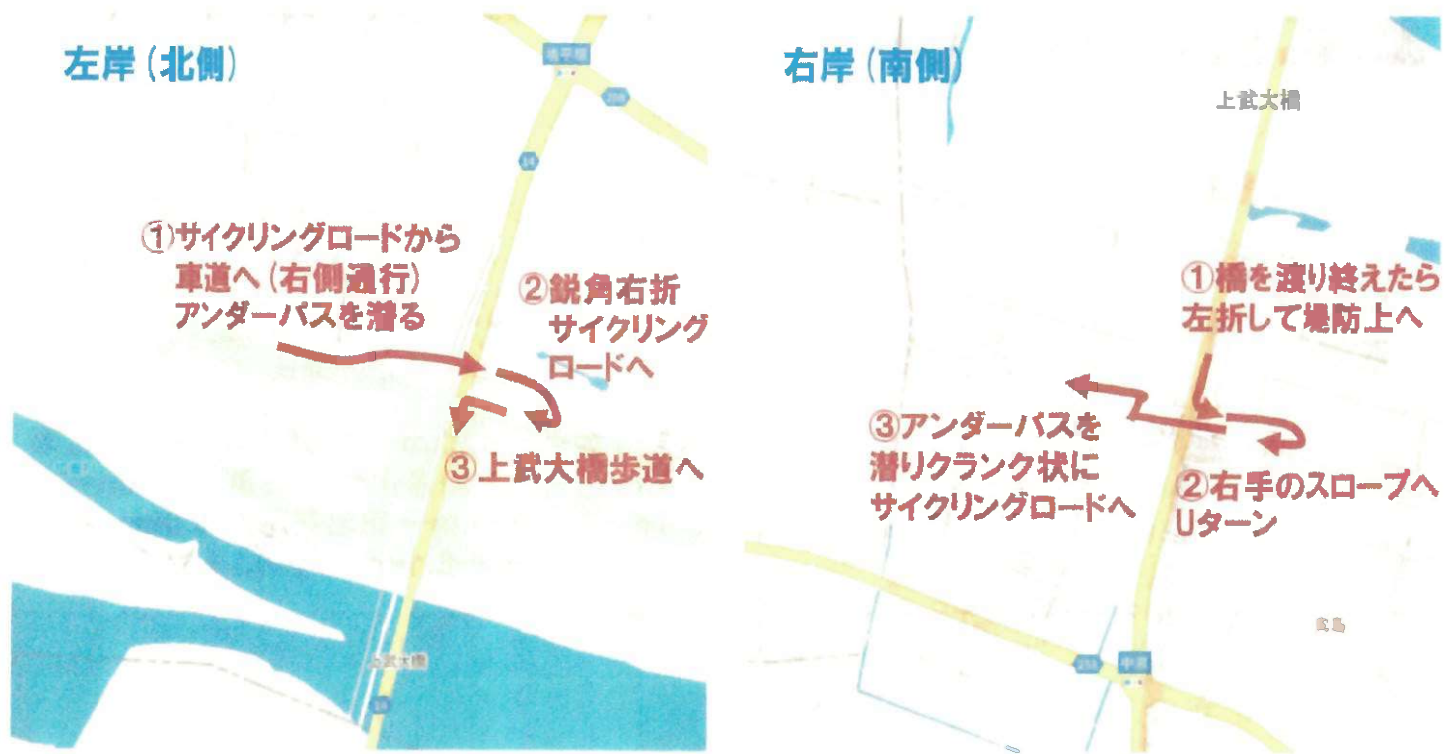 左岸(北側)
14
①サイクリングロードから
車道へ(右側通行)
アンダーパスを潜る
②鋭角右折
サイクリング
ロードへ
③上武大橋歩道へ
上武大橋
14
右岸(南側)
上武大橋
①橋を渡り終えたら
左折して堤防上へ
③アンダーパスを
潜りクランク状に
サイクリングロードへ
②右手のスロープへ
Uターン